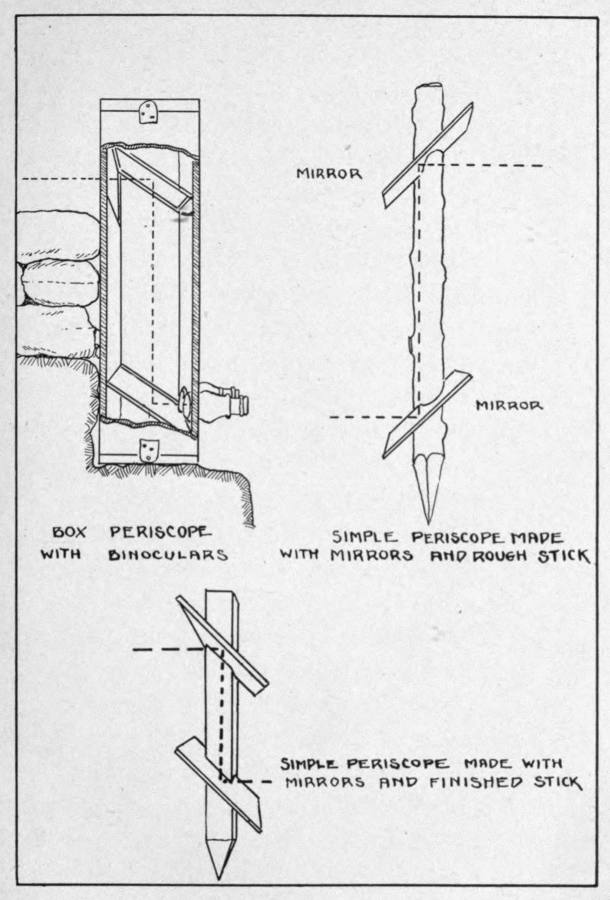 MIRROR
MIRROR
BOX PERISCOPE
WITH BINOCULARS
SIMPLE PERISCOPE MADE
WITH MIRRORS AND ROUGH STICK
SIMPLE PERISCOPE MADE WITH
MIRRORS AND FINISHED STICK